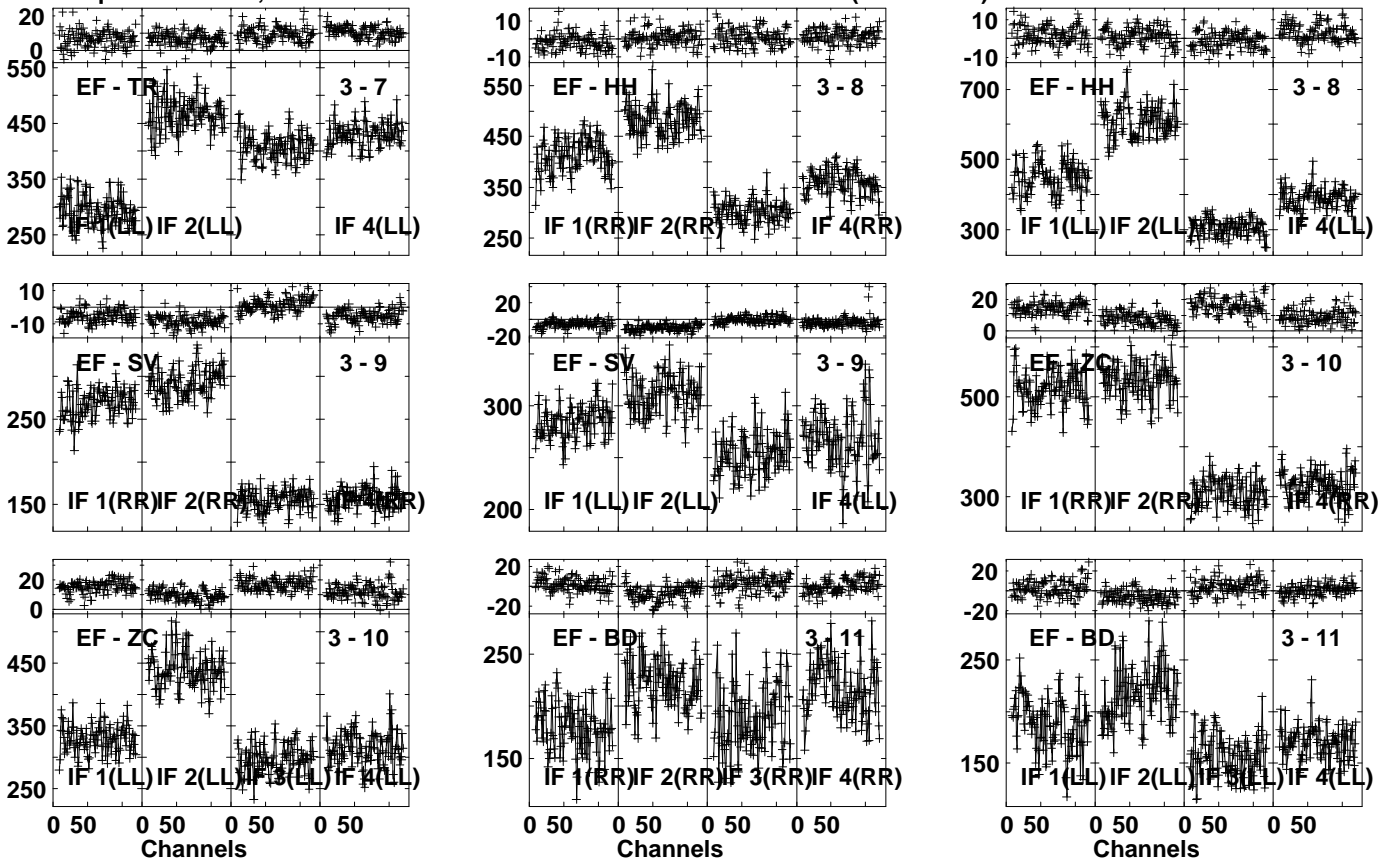 20 10 10
0 -10 -10
550 EF - TR 3 - 7 550 EF - HH 3 - 8 700 EF - HH 3 - 8
450 450 500
350 350
250 IF 1(LL) IF 2(LL) IF 4(LL) 250 IF 1(RR) IF 2(RR) IF 4(RR) 300 IF 1(LL) IF 2(LL) IF 4(LL)
10 20 20
-10 -20 0
EF - SV 3 - 9 EF - SV 3 - 9 EF - ZC 3 - 10
250 300 500
150 IF 1(RR) IF 2(RR) IF 4(RR) 200 IF 1(LL) IF 2(LL) IF 4(LL) 300 IF 1(RR) IF 2(RR) IF 4(RR)
20 20 20
0 -20 -20
EF - ZC 3 - 10 EF - BD 3 - 11 EF - BD 3 - 11
450 250 250
350
250 IF 1(LL) IF 2(LL) IF 3(LL) IF 4(LL) 150 IF 1(RR) IF 2(RR) IF 3(RR) IF 4(RR) 150 IF 1(LL) IF 2(LL) IF 3(LL) IF 4(LL)
0 50 0 50 0 50 0 50 0 50 0 50 0 50 0 50 0 50 0 50 0 50 0 50
Channels Channels Channels